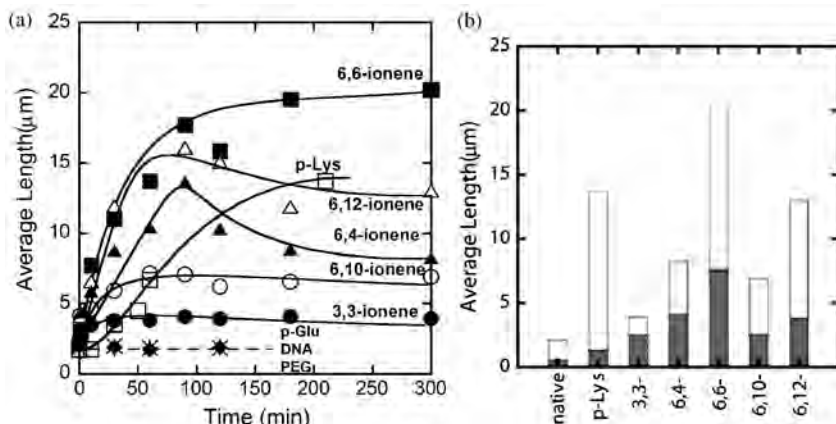 (a)
25
20
15
10
5
0
Average Length(μm)
6,6-ionene
p-Lys
6,12-ionene
6,4-ionene
6,10-ionene
3,3-ionene
p-Glu
DNA
PEG
0 50 100 150 200 250 300
Time (min)
(b)
25
20
15
10
5
0
Average Length(μm)
native
p-Lys
3,3-
6,4-
6,6-
6,10-
6,12-